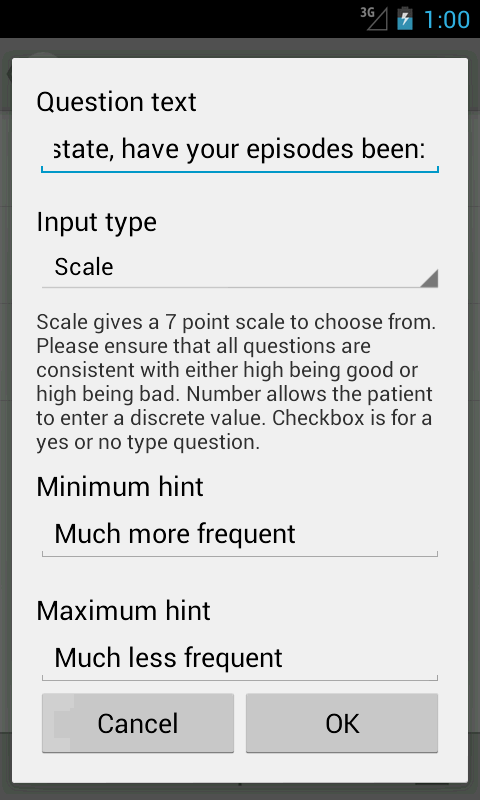 3G 1:00
Question text
state, have your episodes been:
Input type
Scale
Scale gives a 7 point scale to choose from.
Please ensure that all questions are
consistent with either high being good or
high being bad. Number allows the patient
to enter a discrete value. Checkbox is for a
yes or no type question.
Minimum hint
Much more frequent
Maximum hint
Much less frequent
Cancel OK